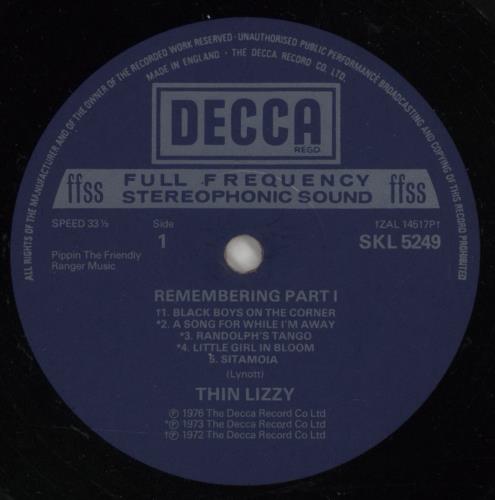 ALL RIGHTS OF THE MANUFACTURER AND OF THE OWNER OF THE RECORDED WORK RESERVED · UNAUTHORISED PUBLIC PERFORMANCE BROADCASTING AND COPYING OF THIS RECORD PROHIBITED
MADE IN ENGLAND · THE DECCA RECORD CO. LTD.
DECCA
REGD
ffss FULL FREQUENCY STEREOPHONIC SOUND ffss
SPEED 33⅓ Side †ZAL 14517P†
1 SKL 5249
Pippin The Friendly
Ranger Music
REMEMBERING PART I
†1. BLACK BOYS ON THE CORNER
*2. A SONG FOR WHILE I'M AWAY
*3. RANDOLPH'S TANGO
*4. LITTLE GIRL IN BLOOM
5. SITAMOIA
(Lynott)
THIN LIZZY
℗ 1976 The Decca Record Co Ltd
*℗ 1973 The Decca Record Co Ltd
†℗ 1972 The Decca Record Co Ltd